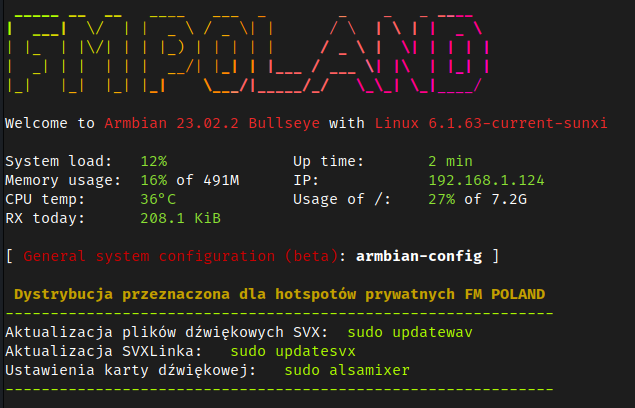 FM POLAND
Welcome to Armbian 23.02.2 Bullseye with Linux 6.1.63-current-sunxi
System load: 12% Up time: 2 min
Memory usage: 16% of 491M IP: 192.168.1.124
CPU temp: 36°C Usage of /: 27% of 7.2G
RX today: 208.1 KiB
[ General system configuration (beta): armbian-config ]
Dystrybucja przeznaczona dla hotspotów prywatnych FM POLAND
-------------------------------------------------------------
Aktualizacja plików dźwiękowych SVX: sudo updatewav
Aktualizacja SVXLinka: sudo updatesvx
Ustawienia karty dźwiękowej: sudo alsamixer
-------------------------------------------------------------